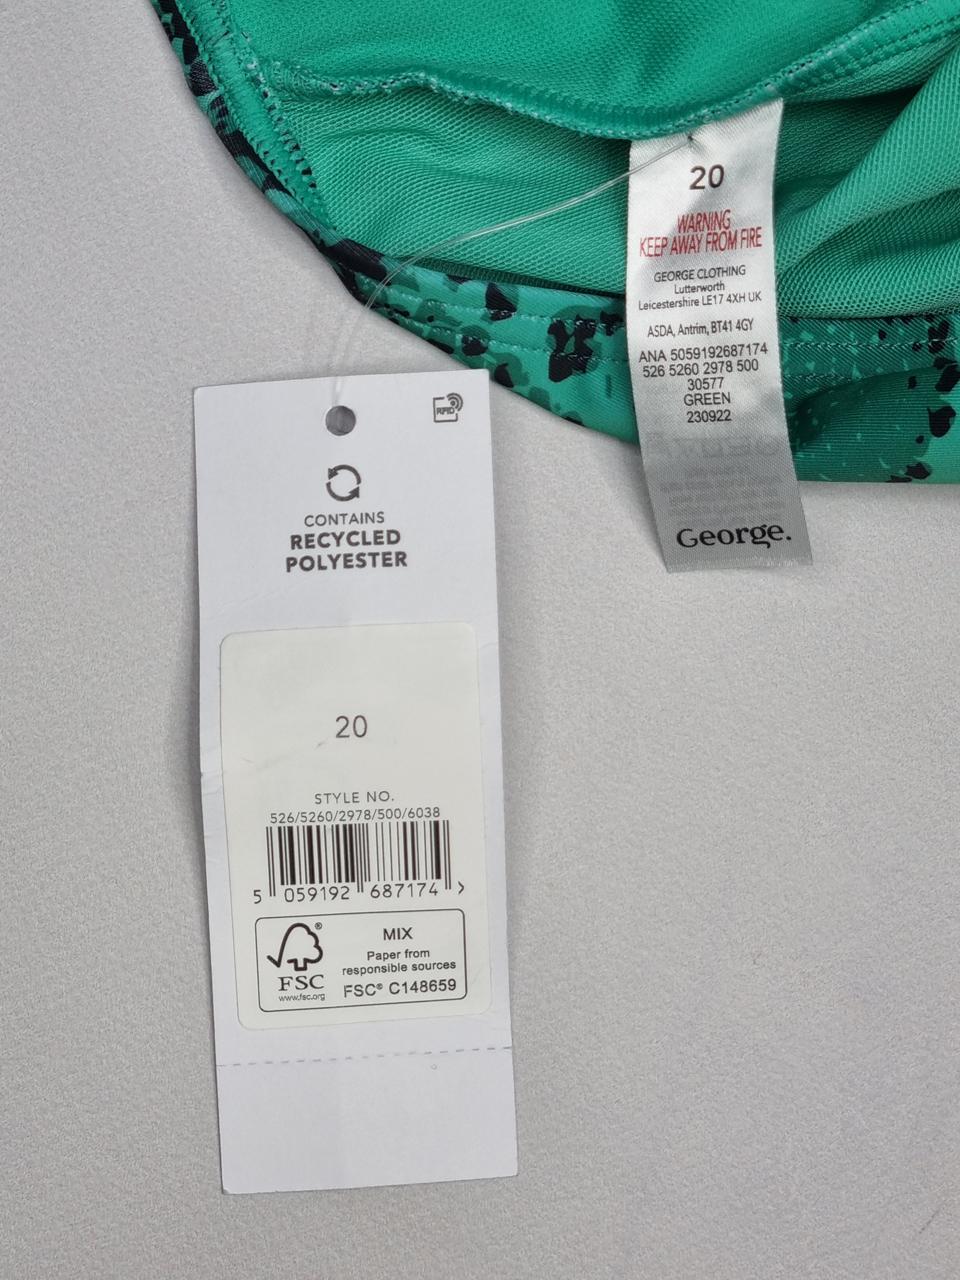 20
WARNING
KEEP AWAY FROM FIRE
GEORGE CLOTHING
Lutterworth
Leicestershire LE17 4XH UK
ASDA, Antrim, BT41 4GY
ANA 5059192687174
526 5260 2978 500
30577
GREEN
230922
George.
RFID
CONTAINS
RECYCLED
POLYESTER
20
STYLE NO.
526/5260/2978/500/6038
5 059192 687174 >
FSC®
www.fsc.org
MIX
Paper from
responsible sources
FSC® C148659